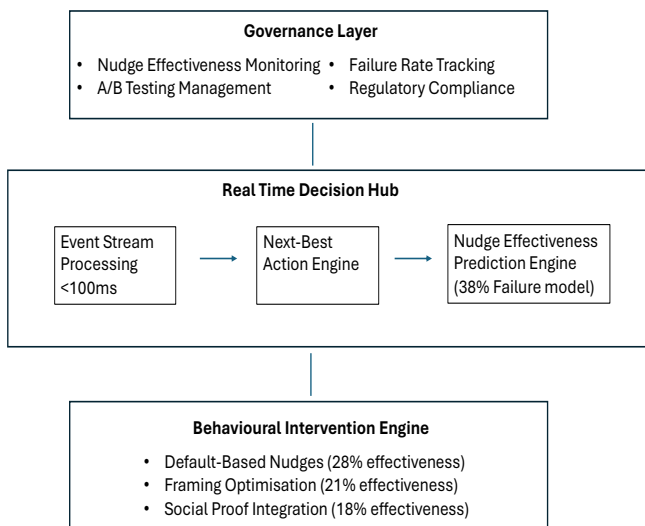 Governance Layer
• Nudge Effectiveness Monitoring • Failure Rate Tracking
• A/B Testing Management • Regulatory Compliance
Real Time Decision Hub
Event Stream
Processing
<100ms
Next-Best
Action Engine
Nudge Effectiveness
Prediction Engine
(38% Failure model)
Behavioural Intervention Engine
• Default-Based Nudges (28% effectiveness)
• Framing Optimisation (21% effectiveness)
• Social Proof Integration (18% effectiveness)